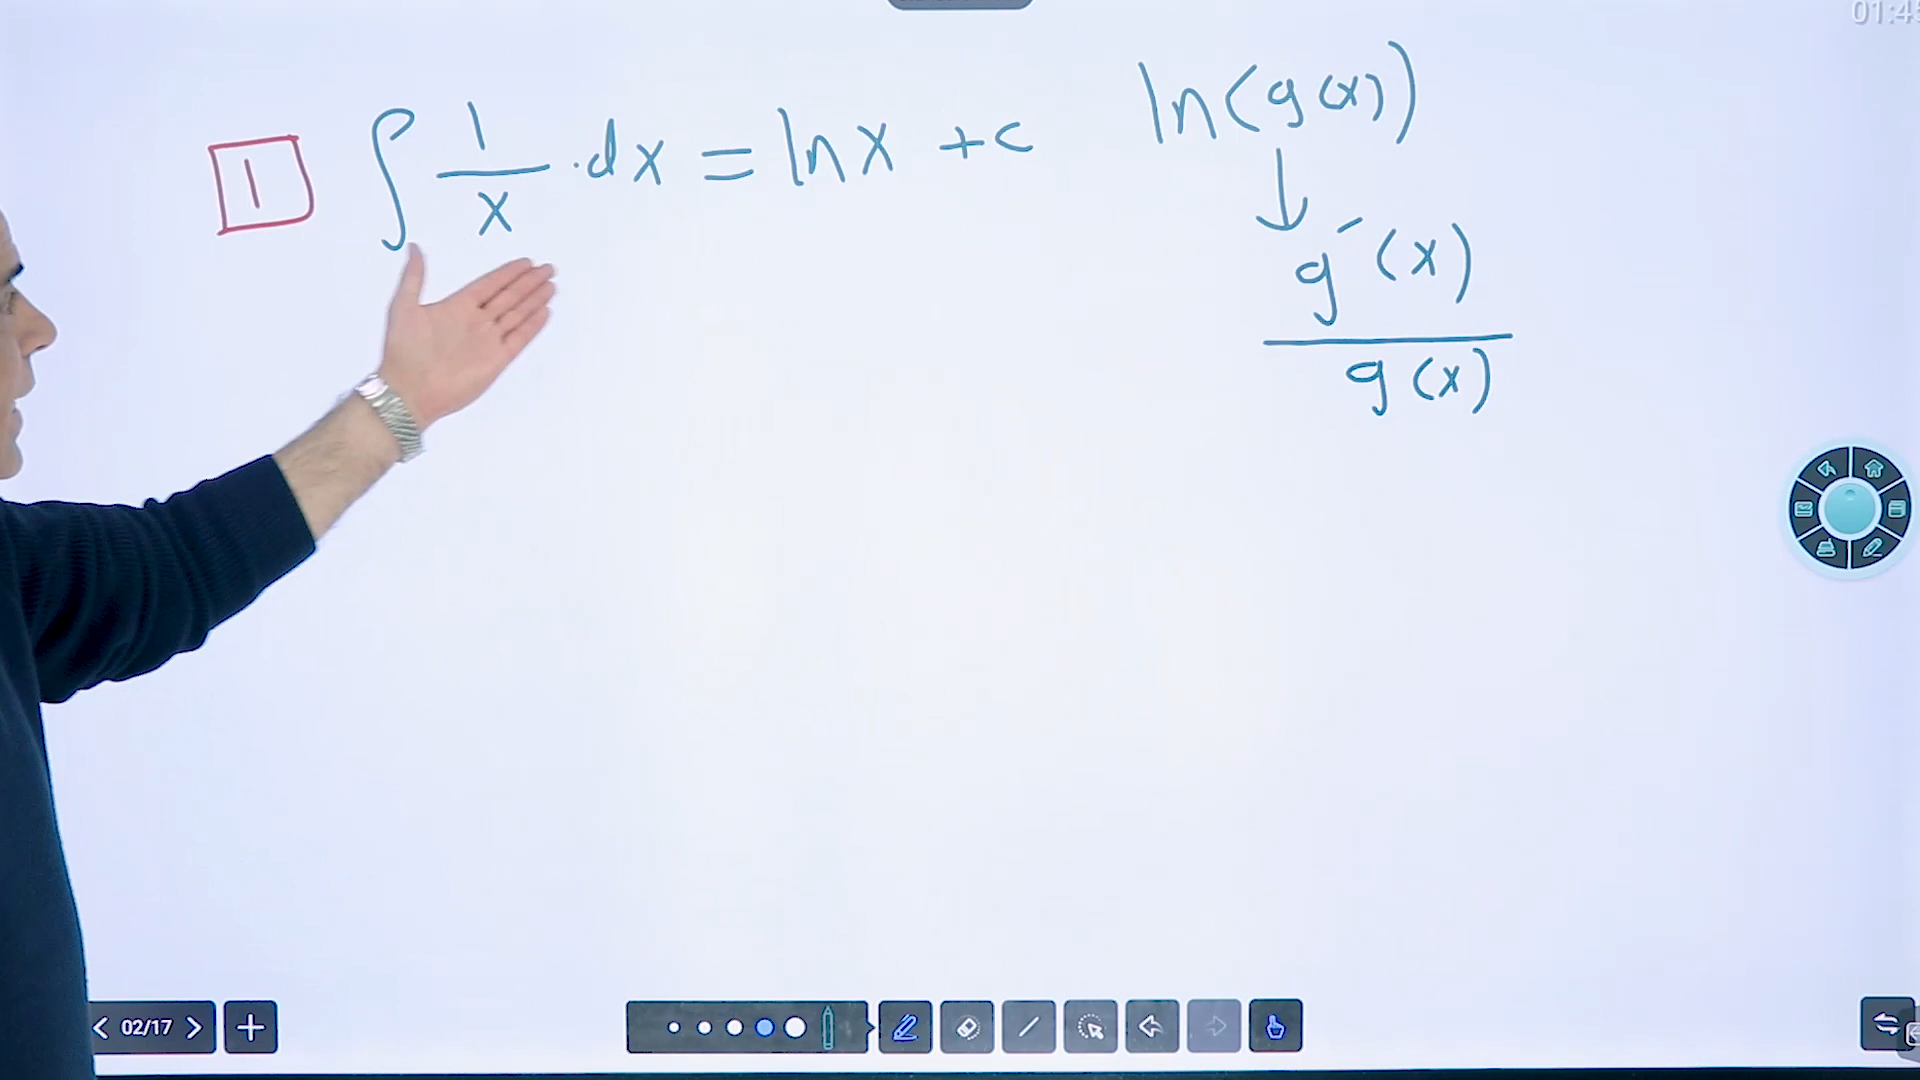 1 ∫ 1/x · dx = ln x + c
ln(g(x))
↓
g′(x)
g(x)
02/17